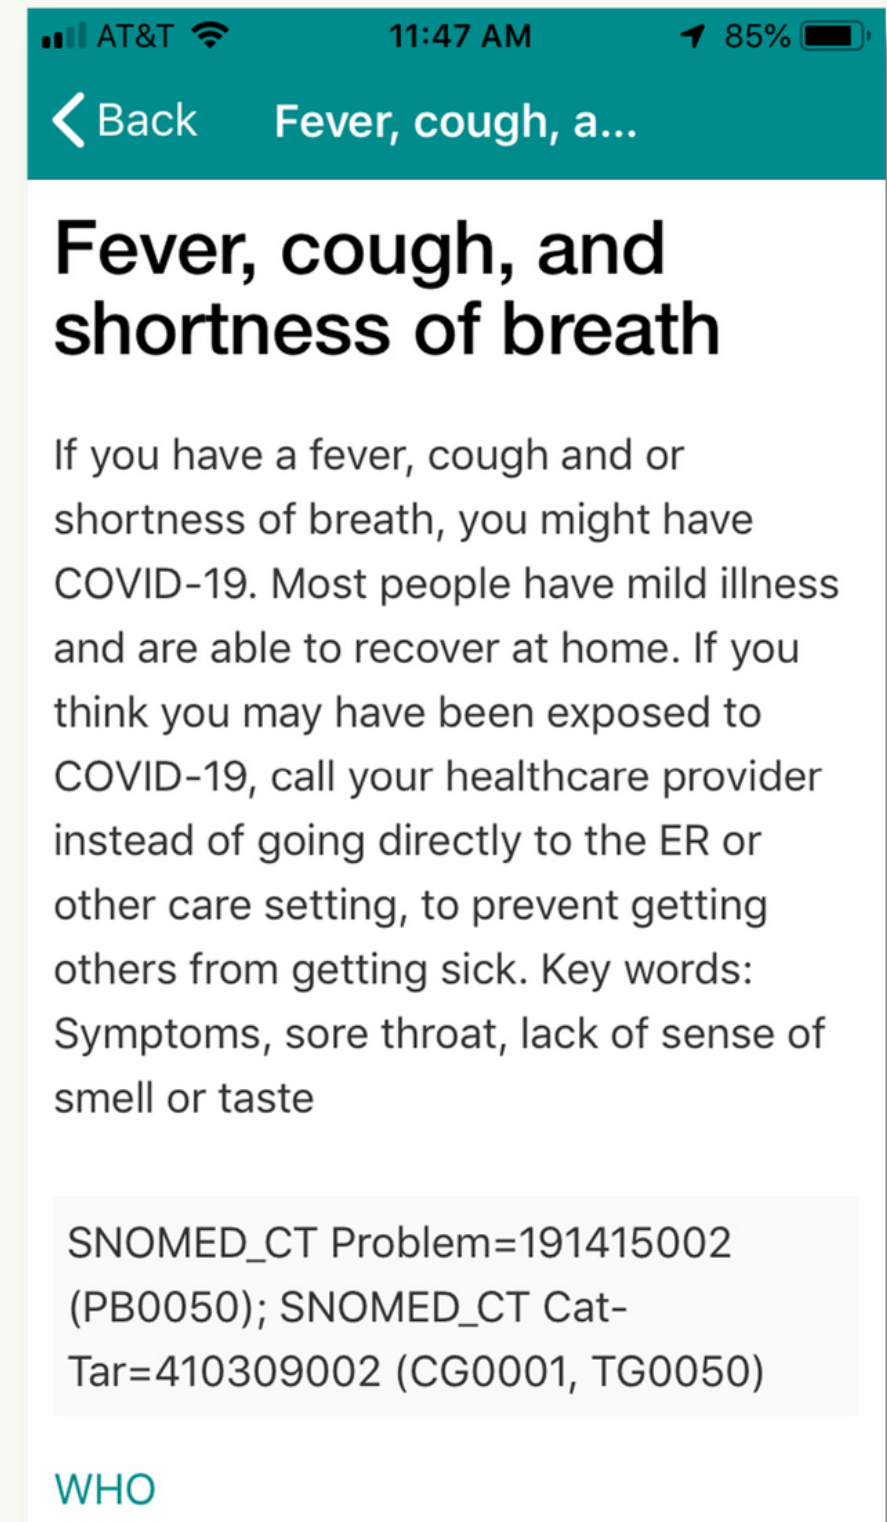 AT&T 11:47 AM 85%
Back Fever, cough, a...
Fever, cough, and
shortness of breath
If you have a fever, cough and or
shortness of breath, you might have
COVID-19. Most people have mild illness
and are able to recover at home. If you
think you may have been exposed to
COVID-19, call your healthcare provider
instead of going directly to the ER or
other care setting, to prevent getting
others from getting sick. Key words:
Symptoms, sore throat, lack of sense of
smell or taste
SNOMED_CT Problem=191415002
(PB0050); SNOMED_CT Cat-
Tar=410309002 (CG0001, TG0050)
WHO